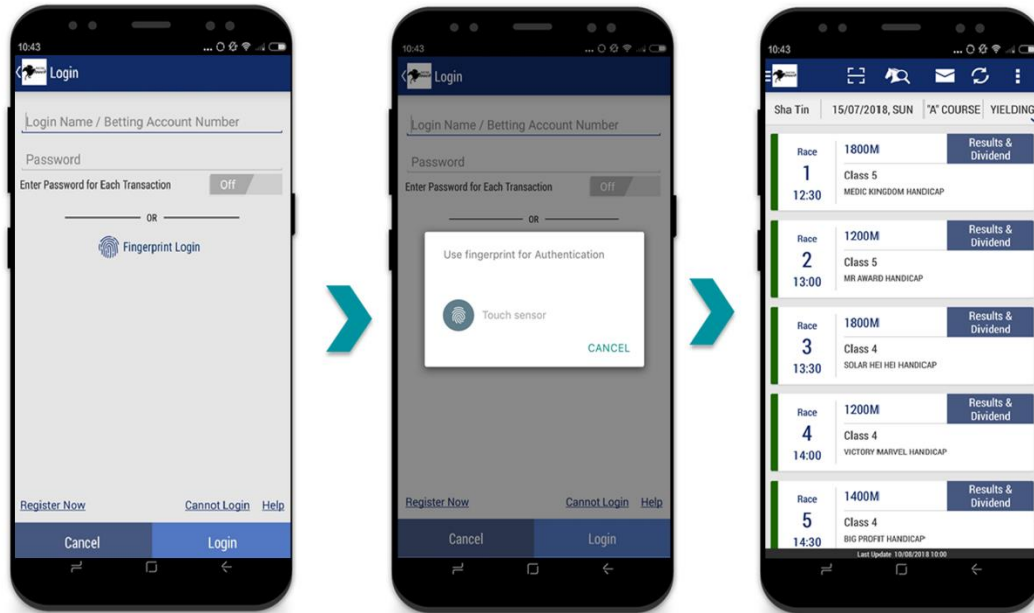 10:43
Login
Login Name / Betting Account Number
Password
Enter Password for Each Transaction Off
OR
Fingerprint Login
Register Now Cannot Login Help
Cancel Login
10:43
Login
Login Name / Betting Account Number
Password
Enter Password for Each Transaction Off
OR
Use fingerprint for Authentication
Touch sensor
CANCEL
Register Now Cannot Login Help
Cancel Login
10:43
Sha Tin 15/07/2018, SUN "A" COURSE YIELDING
Race 1 12:30
1800M
Class 5
MEDIC KINGDOM HANDICAP
Results &
Dividend
Race 2 13:00
1200M
Class 5
MR AWARD HANDICAP
Results &
Dividend
Race 3 13:30
1800M
Class 4
SOLAR HEI HEI HANDICAP
Results &
Dividend
Race 4 14:00
1200M
Class 4
VICTORY MARVEL HANDICAP
Results &
Dividend
Race 5 14:30
1400M
Class 4
BIG PROFIT HANDICAP
Results &
Dividend
Last Update 10/08/2018 10:00